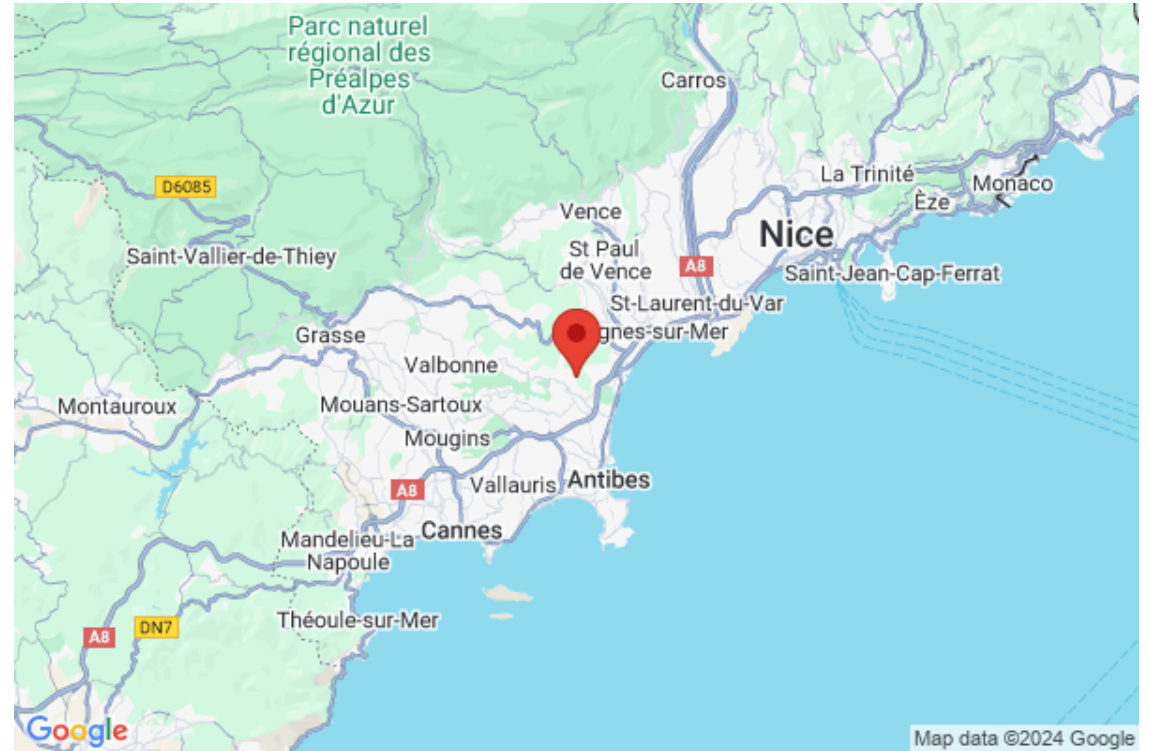 Parc naturel
régional des
Préalpes
d'Azur
Carros
D6085
La Trinité
Monaco
Èze
Vence
Nice
St Paul
de Vence
A8
Saint-Vallier-de-Thiey
Saint-Jean-Cap-Ferrat
St-Laurent-du-Var
gnes-sur-Mer
Grasse
Valbonne
Montauroux
Mouans-Sartoux
Mougins
Vallauris
Antibes
A8
Cannes
Mandelieu-La
Napoule
Théoule-sur-Mer
A8
DN7
Google
Map data ©2024 Google